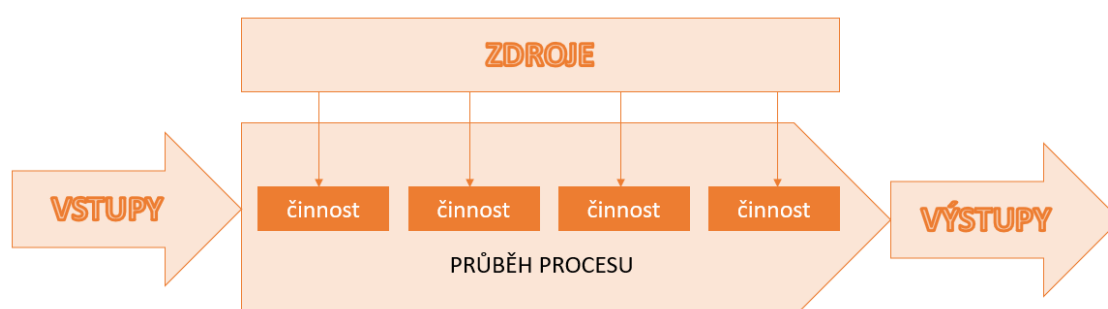 ZDROJE
VSTUPY
činnost
činnost
činnost
činnost
VÝSTUPY
PRŮBĚH PROCESU